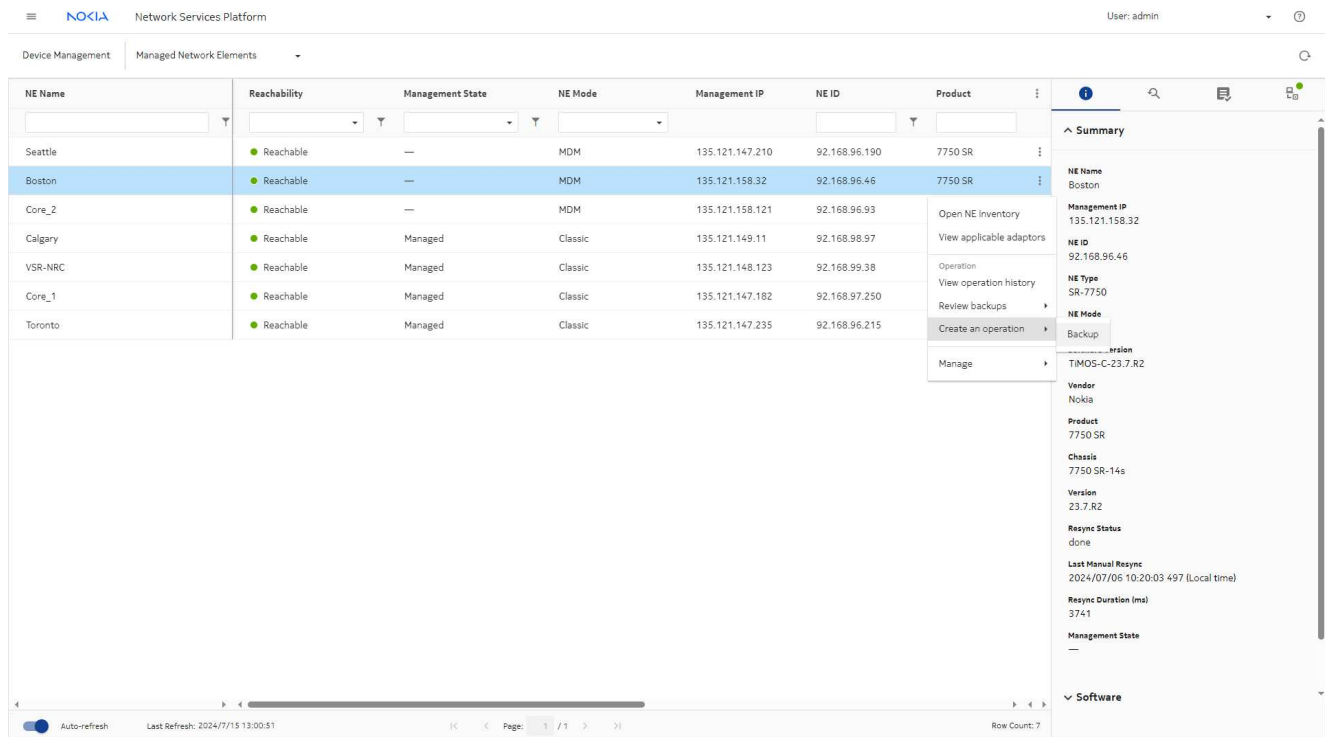 NOKIA Network Services Platform User: admin
Device Management Managed Network Elements
NE Name Reachability Management State NE Mode Management IP NE ID Product
Seattle Reachable — MDM 135.121.147.210 92.168.96.190 7750 SR
Boston Reachable — MDM 135.121.158.32 92.168.96.46 7750 SR
Core_2 Reachable — MDM 135.121.158.121 92.168.96.93
Calgary Reachable Managed Classic 135.121.149.11 92.168.98.97
VSR-NRC Reachable Managed Classic 135.121.148.123 92.168.99.38
Core_1 Reachable Managed Classic 135.121.147.182 92.168.97.250
Toronto Reachable Managed Classic 135.121.147.235 92.168.96.215
Open NE Inventory
View applicable adaptors
Operation
View operation history
Review backups
Create an operation
Backup
Manage
Summary
NE Name
Boston
Management IP
135.121.158.32
NE ID
92.168.96.46
NE Type
SR-7750
NE Mode
TiMOS-C-23.7.R2
Vendor
Nokia
Product
7750 SR
Chassis
7750 SR-14s
Version
23.7.R2
Resync Status
done
Last Manual Resync
2024/07/06 10:20:03 497 (Local time)
Resync Duration (ms)
3741
Management State
—
Software
Auto-refresh Last Refresh: 2024/7/15 13:00:51 Page: 1 / 1 Row Count: 7